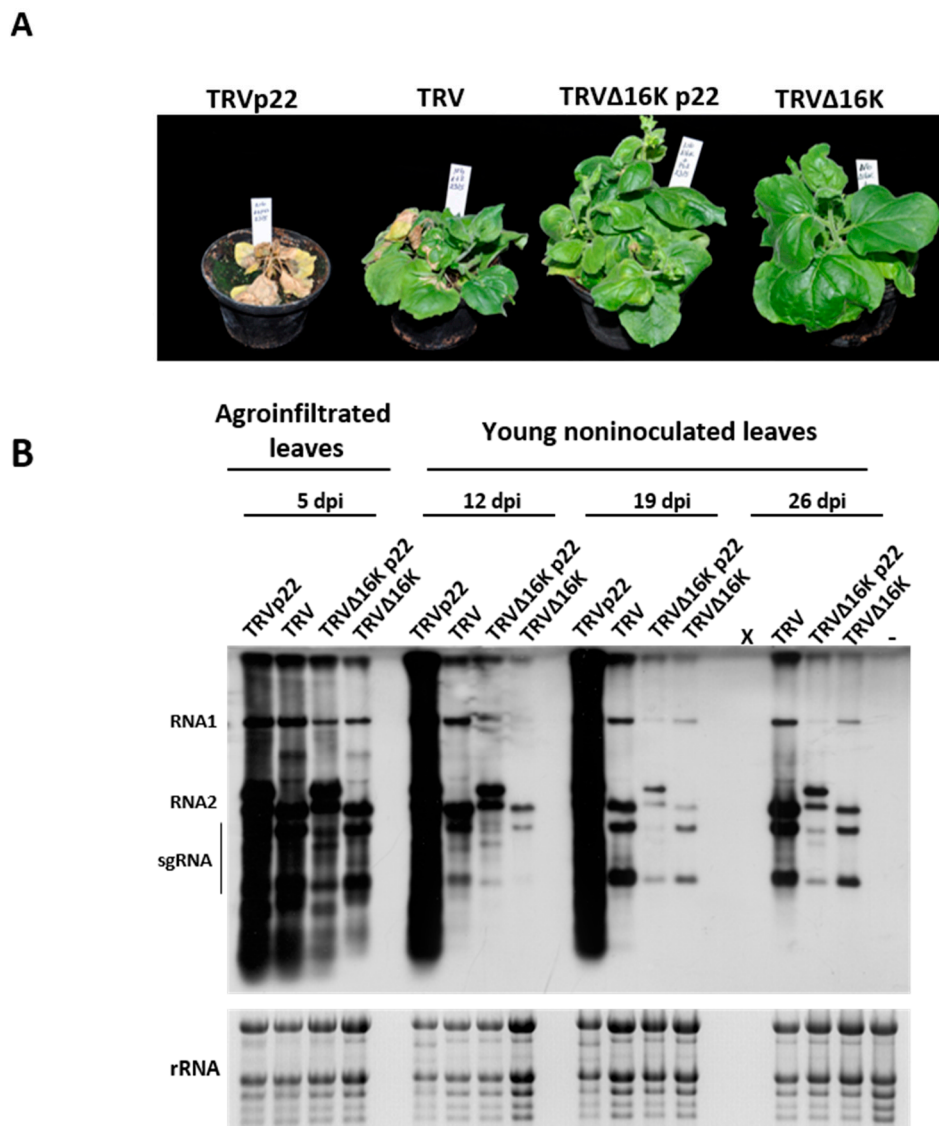 A
TRVp22 TRV TRVΔ16K p22 TRVΔ16K
Agroinfiltrated
leaves
Young noninoculated leaves
B
5 dpi 12 dpi 19 dpi 26 dpi
TRVp22 TRV TRVΔ16K p22 TRVΔ16K TRVp22 TRV TRVΔ16K p22 TRVΔ16K TRVp22 TRV TRVΔ16K p22 TRVΔ16K X TRV TRVΔ16K p22 TRVΔ16K -
RNA1
RNA2
sgRNA
rRNA